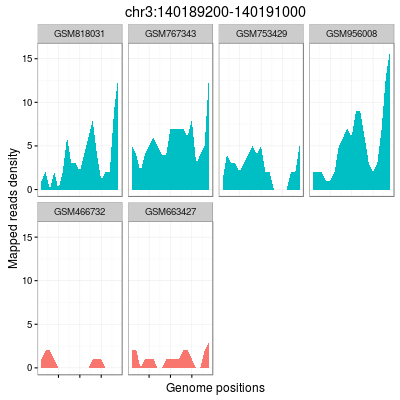 chr3:140189200-140191000
GSM818031 GSM767343 GSM753429 GSM956008
15
10
5
0
GSM466732 GSM663427
15
10
5
0
Mapped reads density
Genome positions